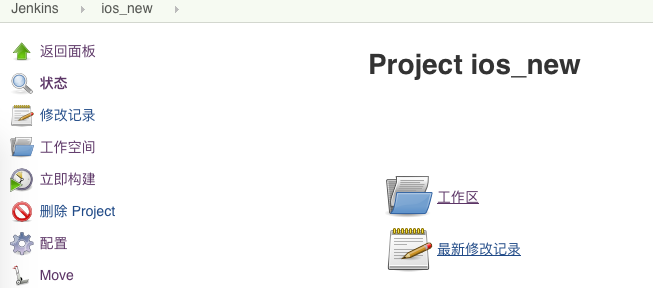 Jenkins ios_new
返回面板
状态
修改记录
工作空间
立即构建
删除 Project
配置
Move
Project ios_new
工作区
最新修改记录